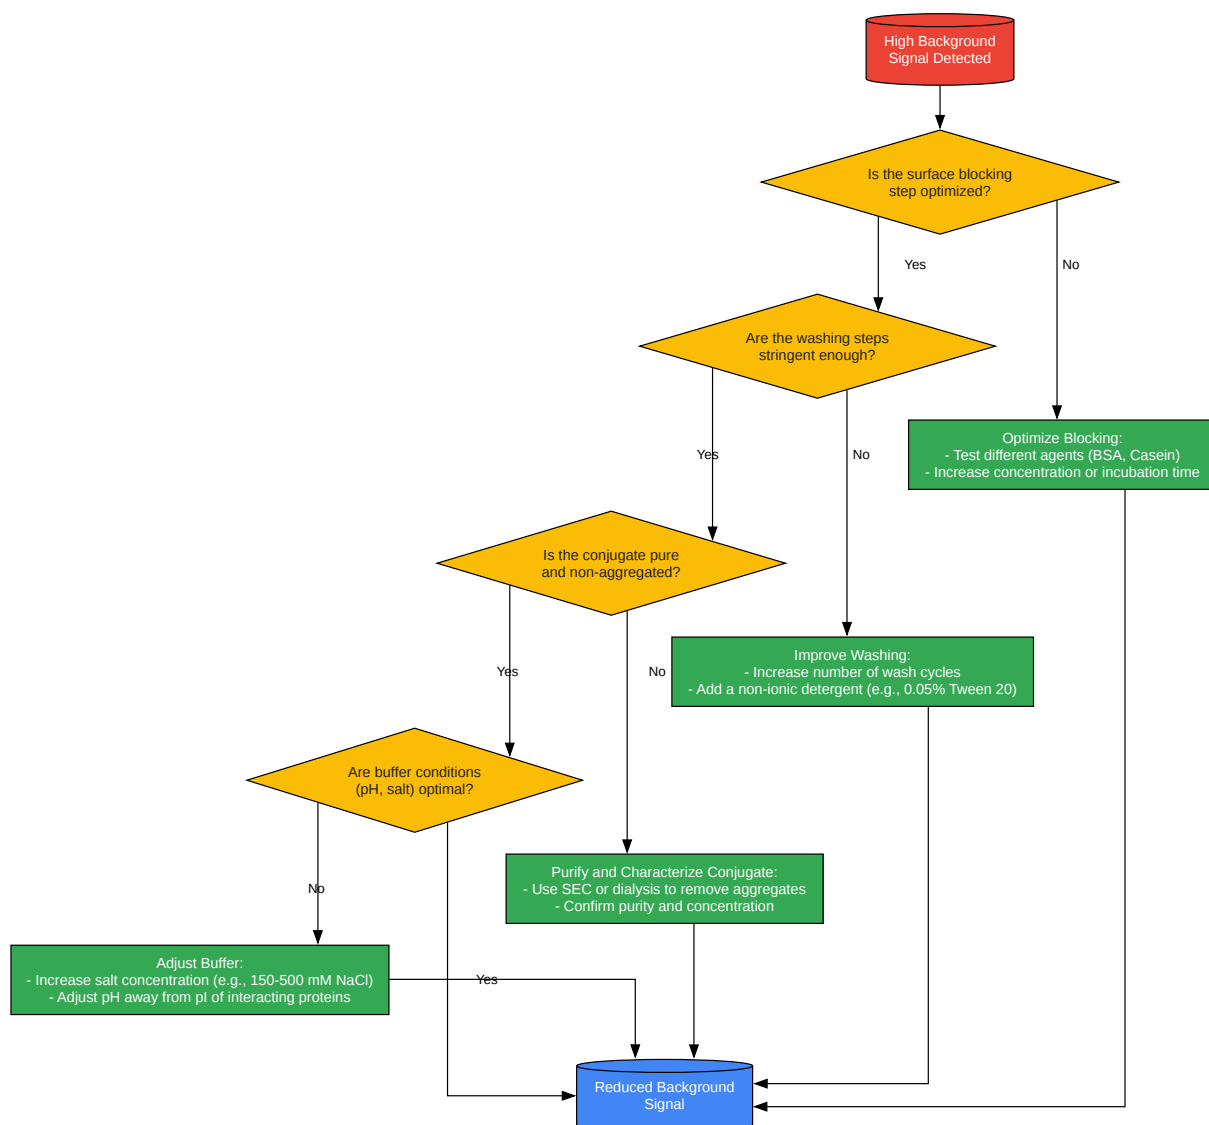 High Background
Signal Detected
Is the surface blocking
step optimized?
Yes
No
Are the washing steps
stringent enough?
Yes
No
Optimize Blocking:
- Test different agents (BSA, Casein)
- Increase concentration or incubation time
Is the conjugate pure
and non-aggregated?
Yes
No
Improve Washing:
- Increase number of wash cycles
- Add a non-ionic detergent (e.g., 0.05% Tween 20)
Are buffer conditions
(pH, salt) optimal?
No
Purify and Characterize Conjugate:
- Use SEC or dialysis to remove aggregates
- Confirm purity and concentration
Adjust Buffer:
- Increase salt concentration (e.g., 150-500 mM NaCl)
- Adjust pH away from pI of interacting proteins
Yes
Reduced Background
Signal